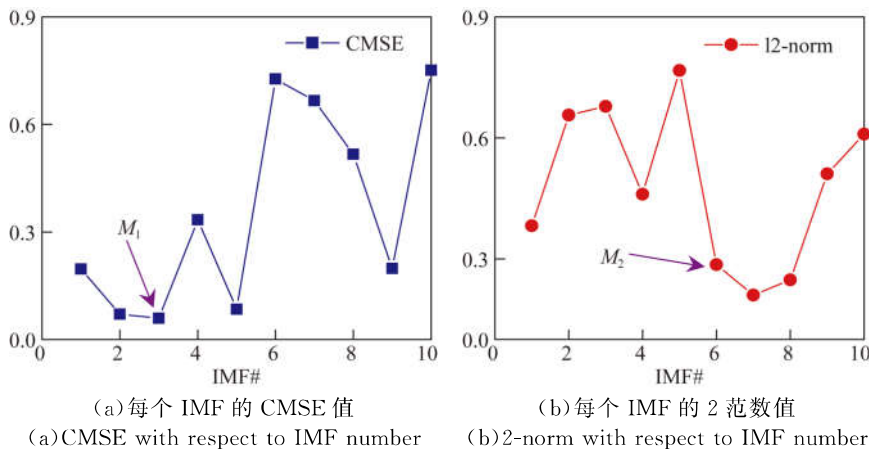 0.9
CMSE
0.6
M1
0.3
0.0
0 2 4 6 8 10
IMF#
(a)每个 IMF 的 CMSE 值
(a)CMSE with respect to IMF number
0.9
l2-norm
0.6
0.3
M2
0.0
0 2 4 6 8 10
IMF#
(b)每个 IMF 的 2 范数值
(b)2-norm with respect to IMF number